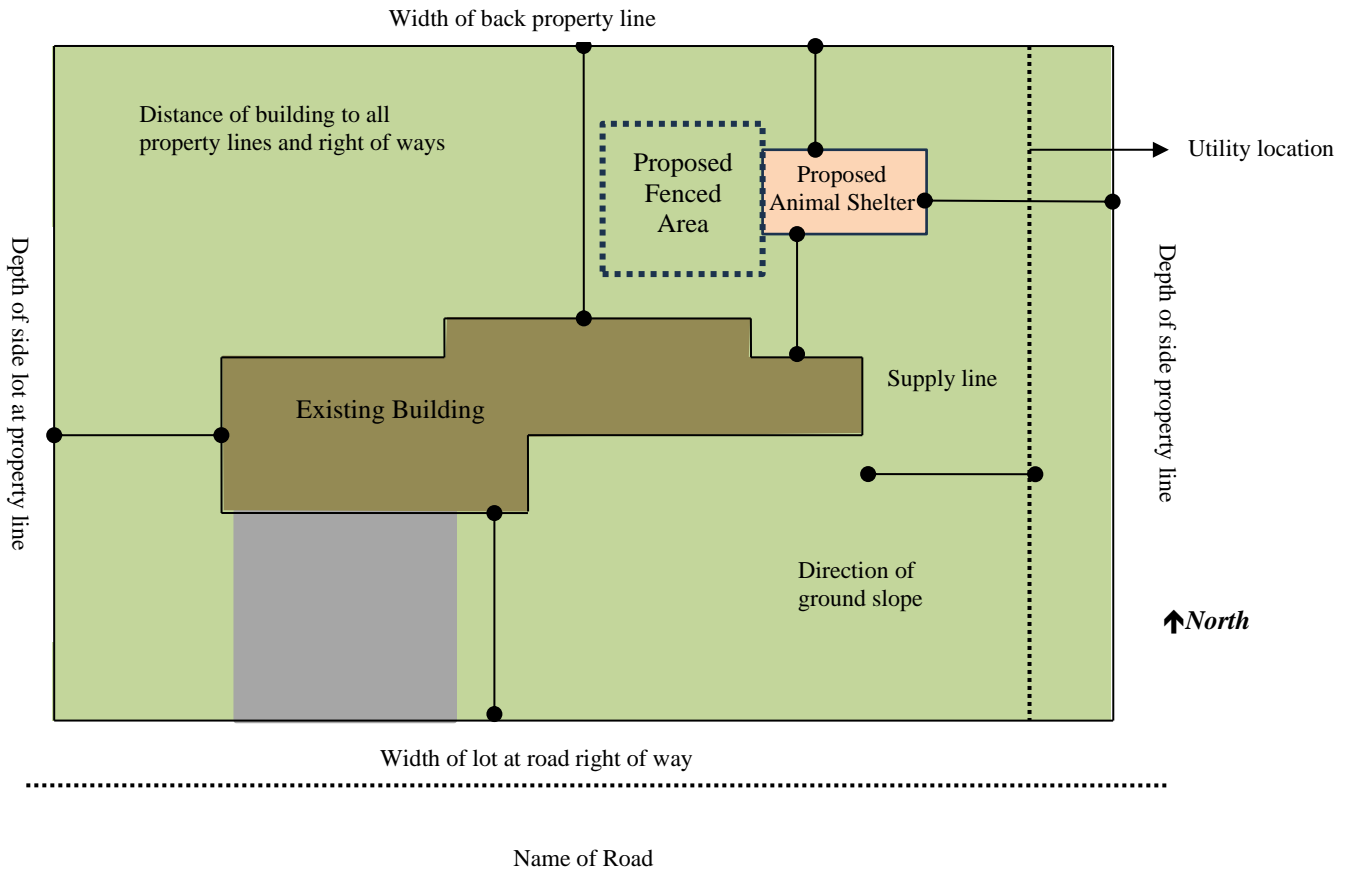 Width of back property line
Distance of building to all
property lines and right of ways
Proposed
Fenced
Area
Proposed
Animal Shelter
Utility location
Depth of side lot at property line
Depth of side property line
Supply line
Existing Building
Direction of
ground slope
North
Width of lot at road right of way
Name of Road